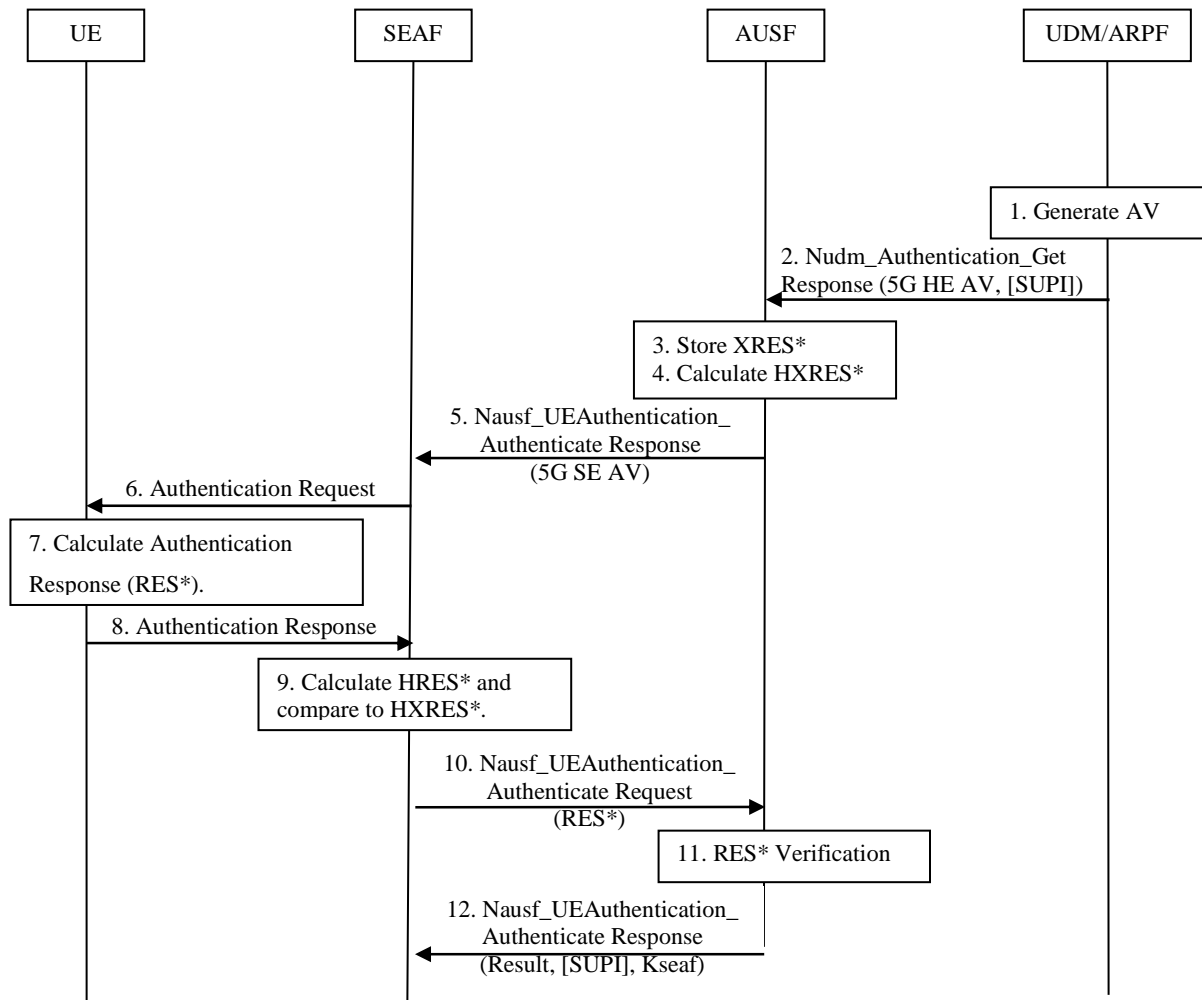 UE
SEAF
AUSF
UDM/ARPF
1. Generate AV
2. Nudm_Authentication_Get
Response (5G HE AV, [SUPI])
3. Store XRES*
4. Calculate HXRES*
5. Nausf_UEAuthentication_
Authenticate Response
(5G SE AV)
6. Authentication Request
7. Calculate Authentication
Response (RES*).
8. Authentication Response
9. Calculate HRES* and
compare to HXRES*.
10. Nausf_UEAuthentication_
Authenticate Request
(RES*)
11. RES* Verification
12. Nausf_UEAuthentication_
Authenticate Response
(Result, [SUPI], Kseaf)